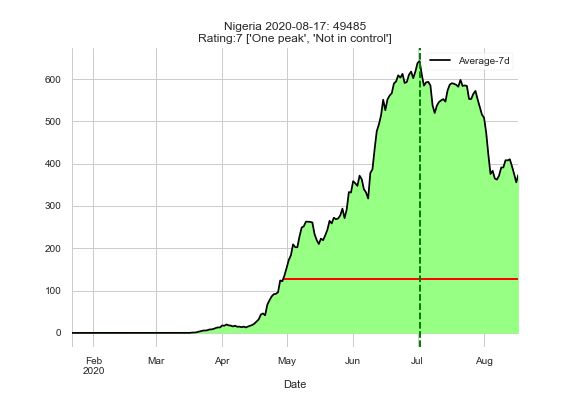 Nigeria 2020-08-17: 49485
Rating:7 ['One peak', 'Not in control']
Average-7d
600
500
400
300
200
100
0
Feb
2020
Mar
Apr
May
Jun
Jul
Aug
Date